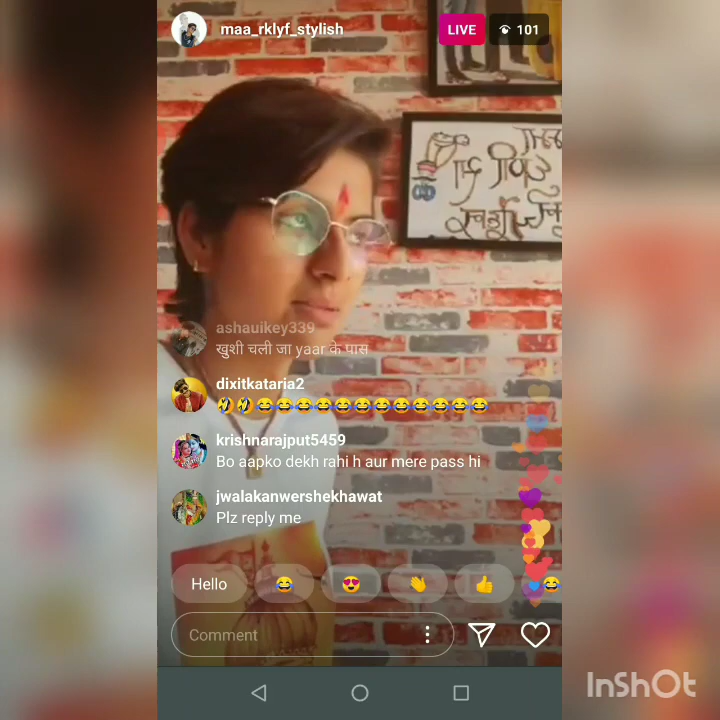 maa_rklyf_stylish
LIVE
101
ashauikey339
खुशी चली जा yaar के पास
dixitkataria2
🤣🤣😂😂😂😂😂😂😂😂😂😂😂😂
krishnarajput5459
Bo aapko dekh rahi h aur mere pass hi
jwalakanwershekhawat
Plz reply me
Hello
Comment
InShOt